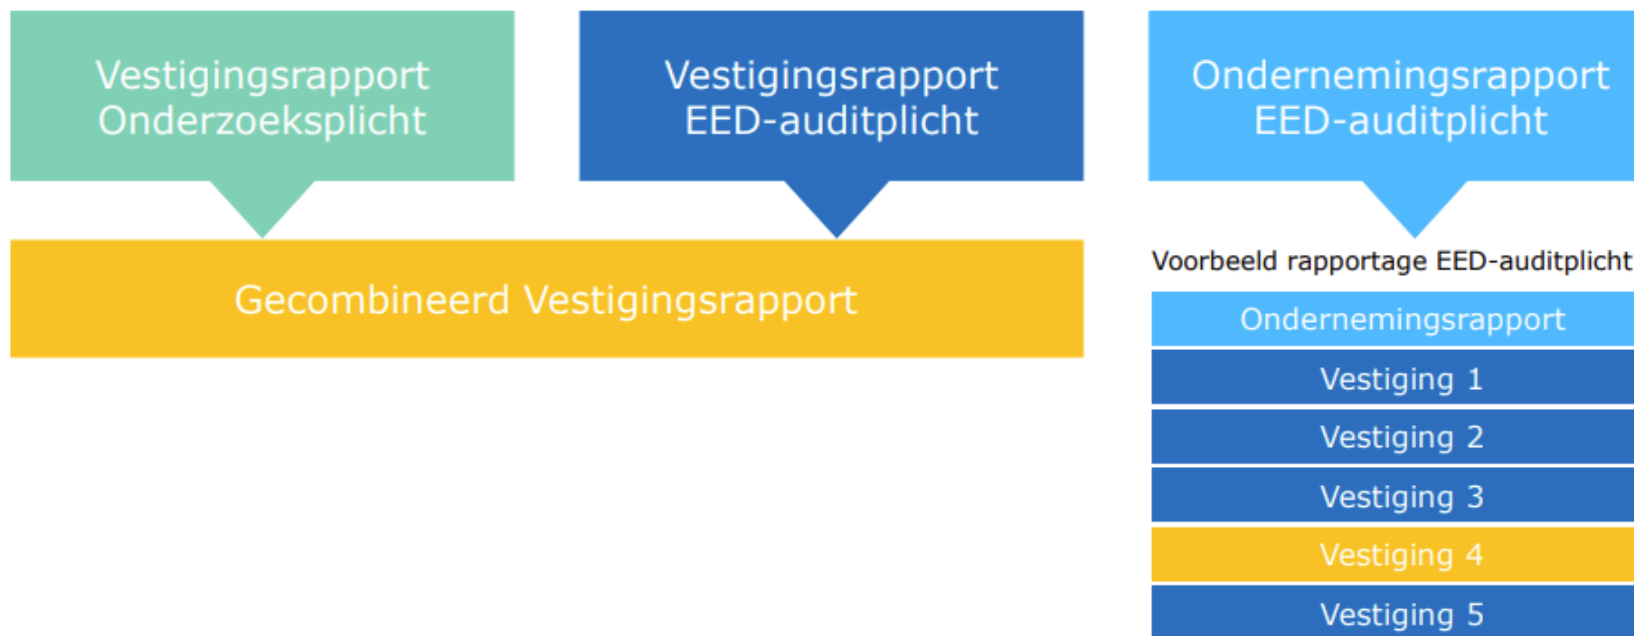 Vestigingsrapport
Onderzoeksplicht
Vestigingsrapport
EED-auditplicht
Ondernemingsrapport
EED-auditplicht
Gecombineerd Vestigingsrapport
Voorbeeld rapportage EED-auditplicht
Ondernemingsrapport
Vestiging 1
Vestiging 2
Vestiging 3
Vestiging 4
Vestiging 5